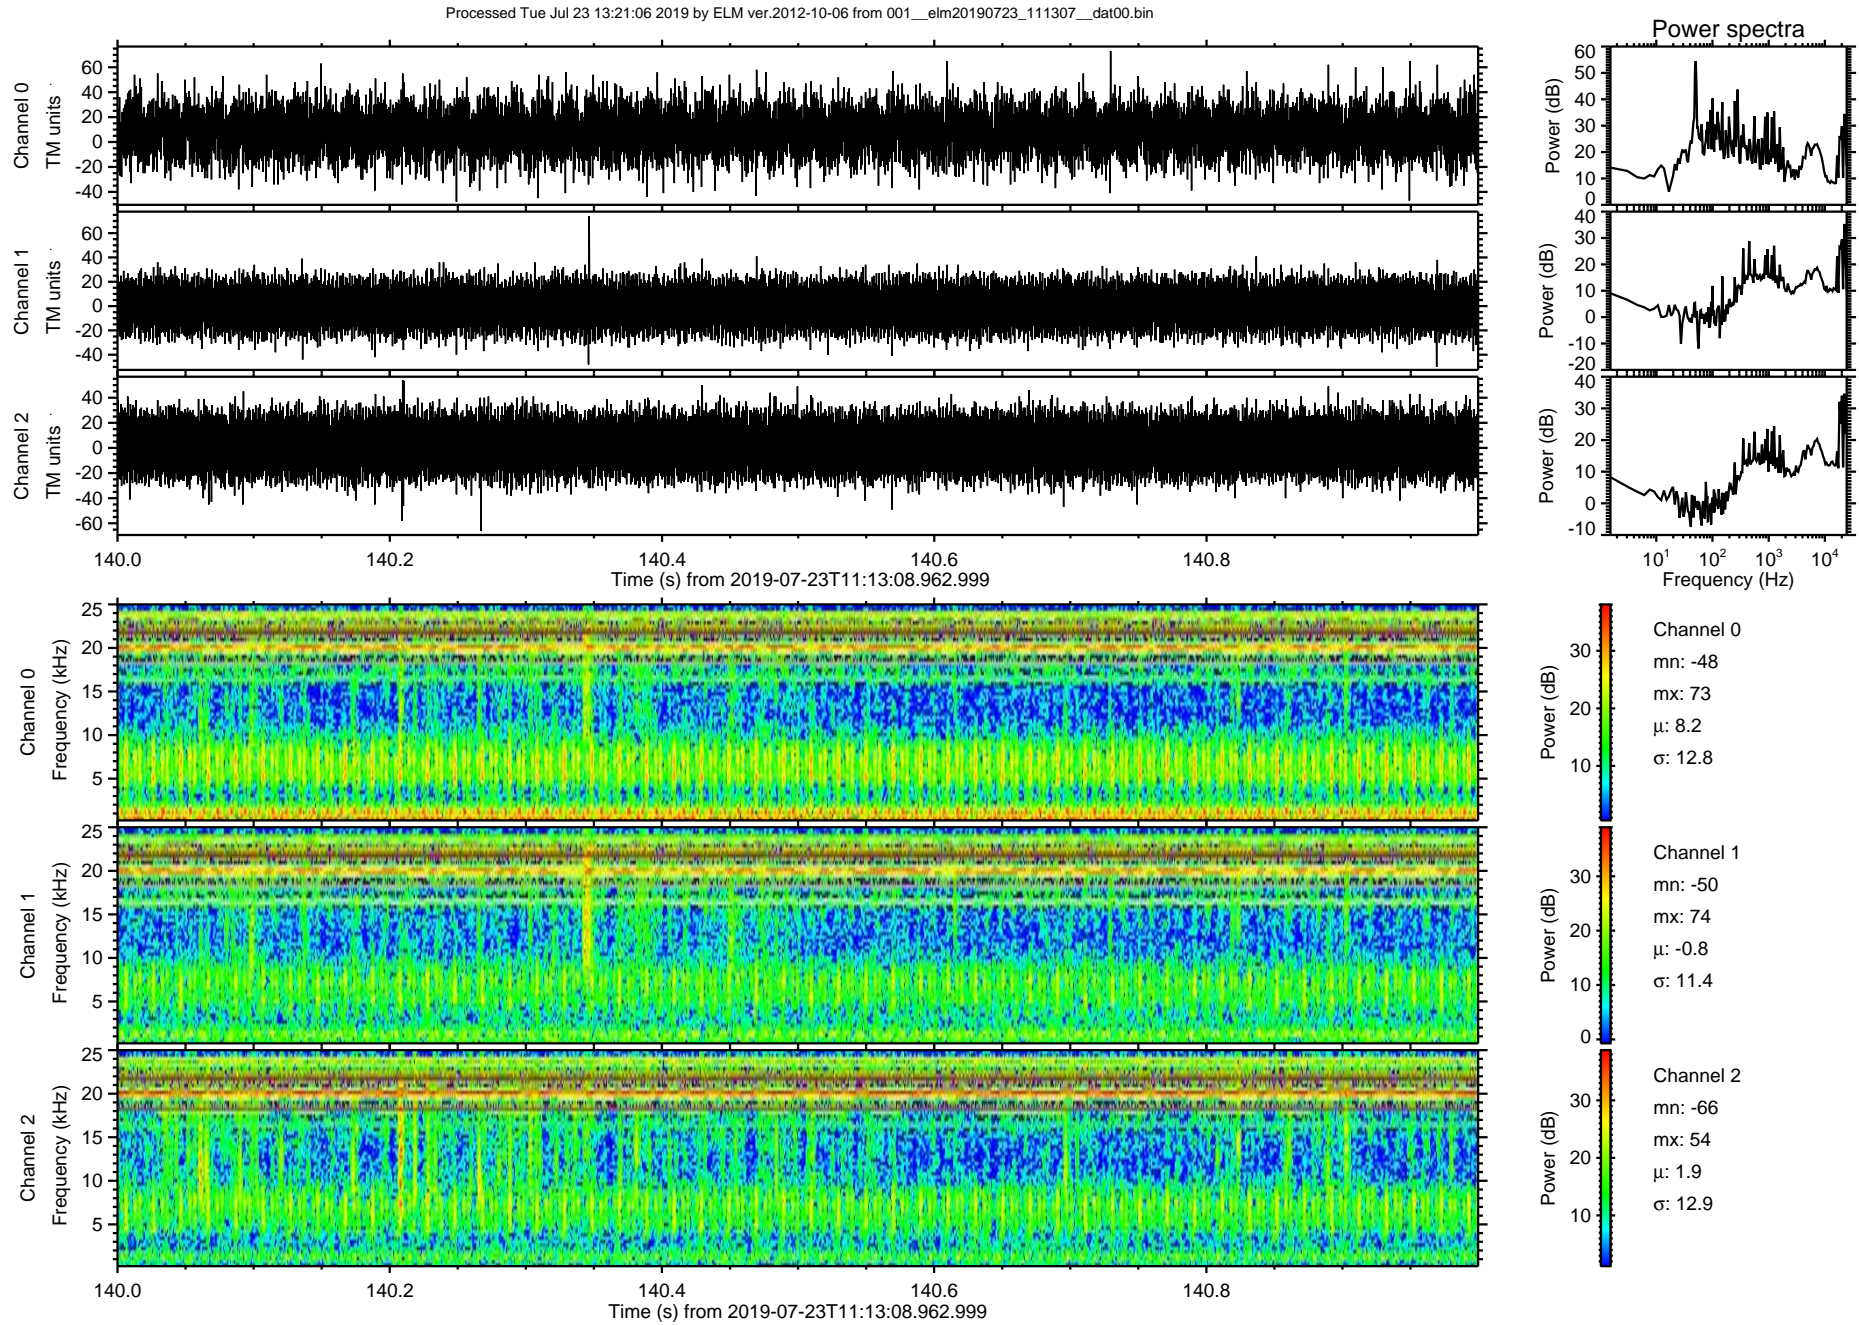 Processed Tue Jul 23 13:21:06 2019 by ELM ver.2012-10-06 from 001__elm20190723_111307__dat00.bin
Power spectra
Channel 0
TM units
60
40
20
0
-20
-40
Power (dB)
60
50
40
30
20
10
0
Channel 1
TM units
60
40
20
0
-20
-40
Power (dB)
40
30
20
10
0
-10
-20
Channel 2
TM units
40
20
0
-20
-40
-60
Power (dB)
40
30
20
10
0
-10
140.0 140.2 140.4 140.6 140.8
Time (s) from 2019-07-23T11:13:08.962.999
10¹ 10² 10³ 10⁴
Frequency (Hz)
Channel 0
Frequency (kHz)
25
20
15
10
5
Power (dB)
30
20
10
Channel 0
mn: -48
mx: 73
μ: 8.2
σ: 12.8
Channel 1
Frequency (kHz)
25
20
15
10
5
Power (dB)
30
20
10
0
Channel 1
mn: -50
mx: 74
μ: -0.8
σ: 11.4
Channel 2
Frequency (kHz)
25
20
15
10
5
Power (dB)
30
20
10
Channel 2
mn: -66
mx: 54
μ: 1.9
σ: 12.9
140.0 140.2 140.4 140.6 140.8
Time (s) from 2019-07-23T11:13:08.962.999